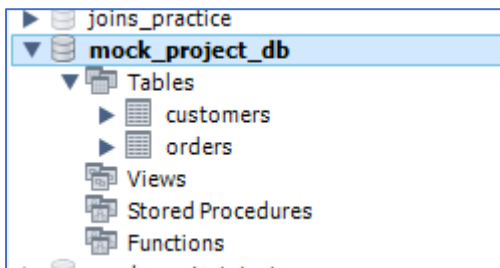 joins_practice
mock_project_db
Tables
customers
orders
Views
Stored Procedures
Functions